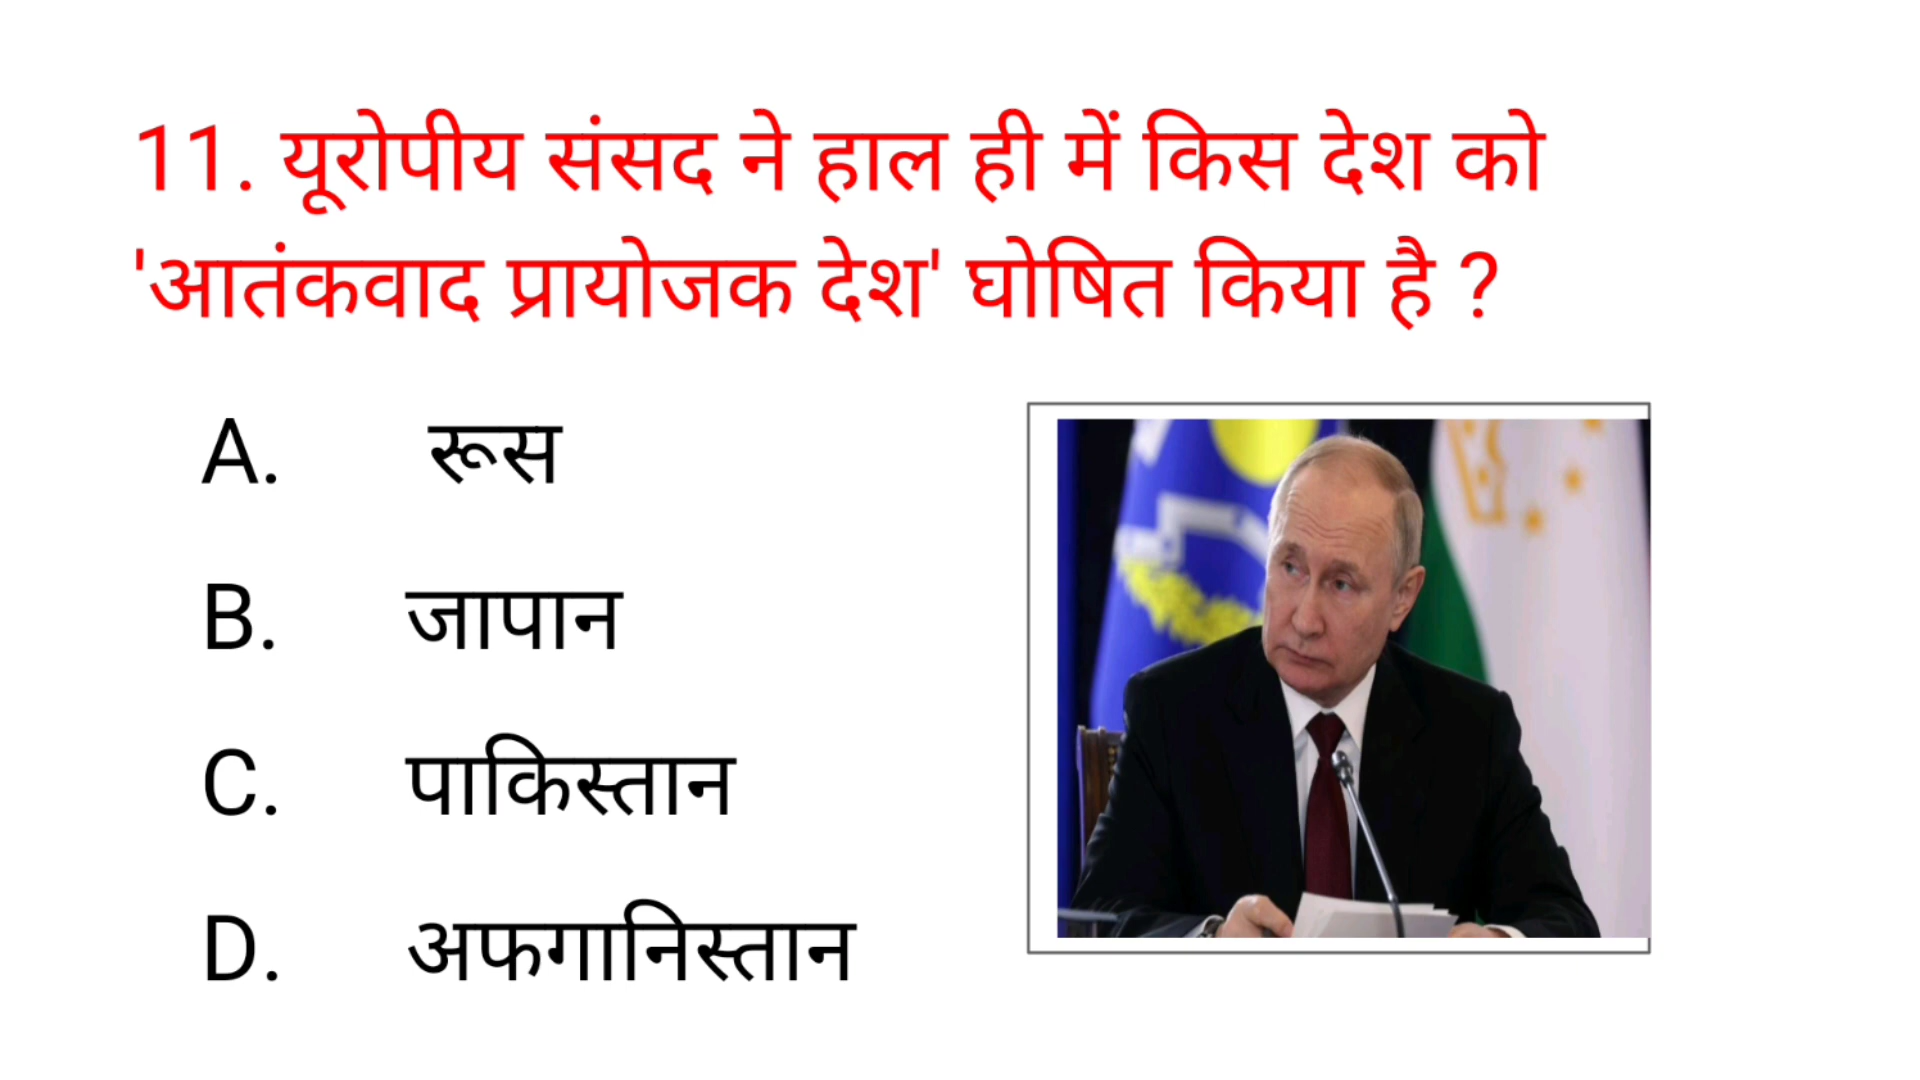 11. यूरोपीय संसद ने हाल ही में किस देश को
'आतंकवाद प्रायोजक देश' घोषित किया है ?
A. रूस
B. जापान
C. पाकिस्तान
D. अफगानिस्तान